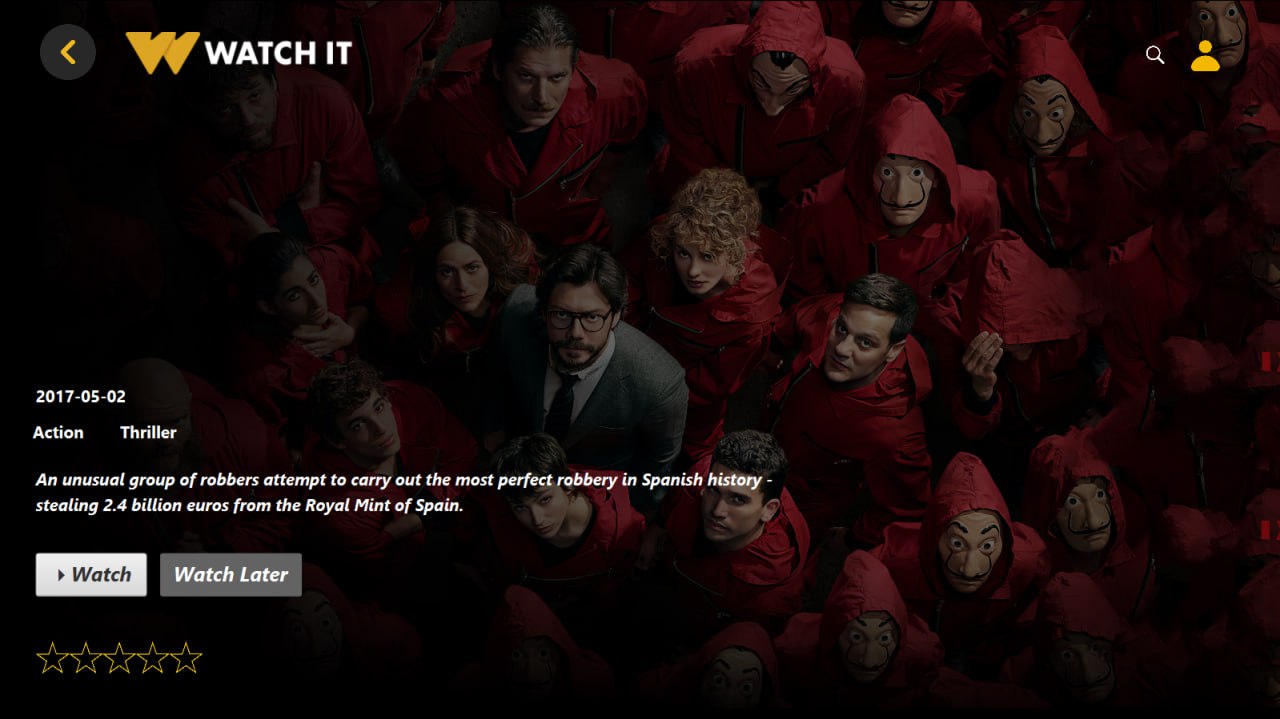 WATCH IT
2017-05-02
Action Thriller
An unusual group of robbers attempt to carry out the most perfect robbery in Spanish history -
stealing 2.4 billion euros from the Royal Mint of Spain.
Watch Watch Later